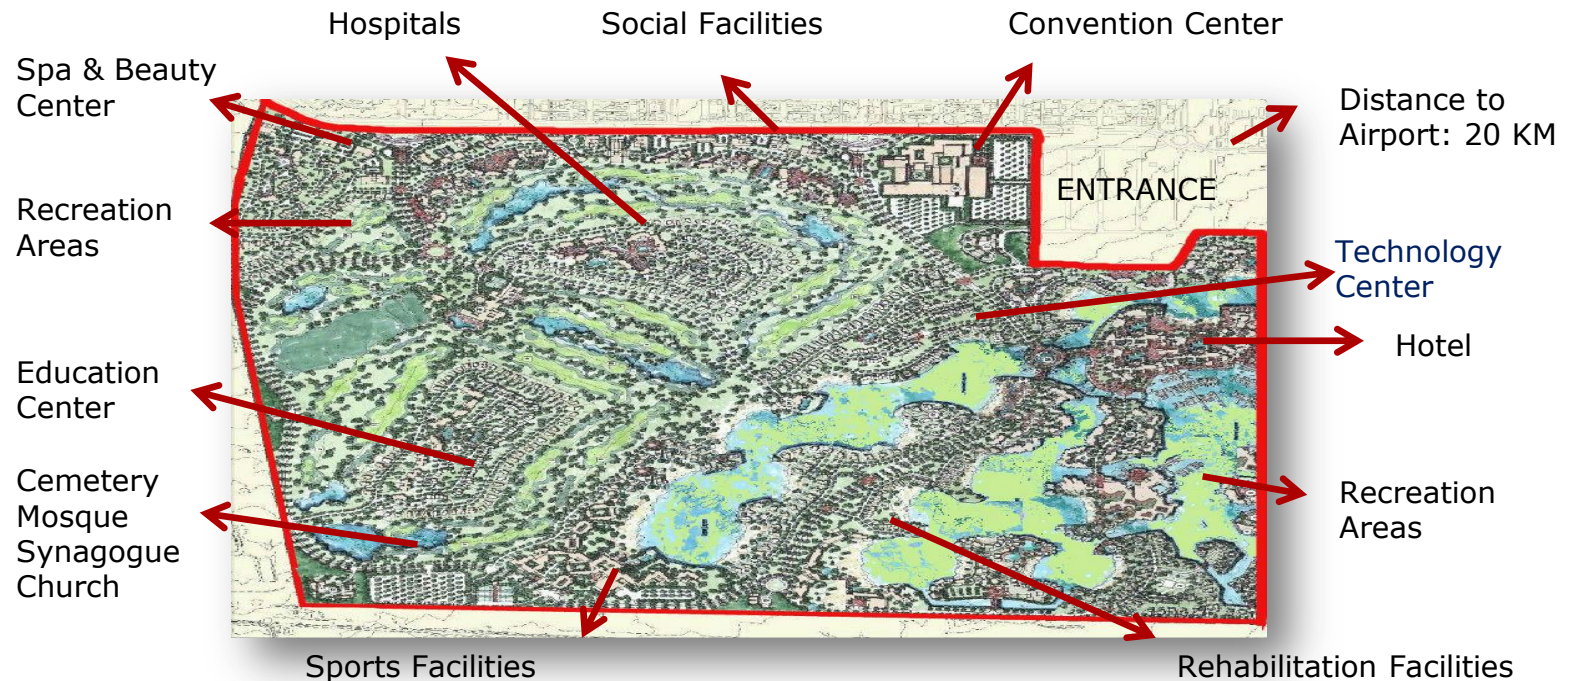 Hospitals
Social Facilities
Convention Center
Spa & Beauty
Center
Distance to
Airport: 20 KM
ENTRANCE
Recreation
Areas
Technology
Center
Hotel
Education
Center
Cemetery
Mosque
Synagogue
Church
Recreation
Areas
Sports Facilities
Rehabilitation Facilities